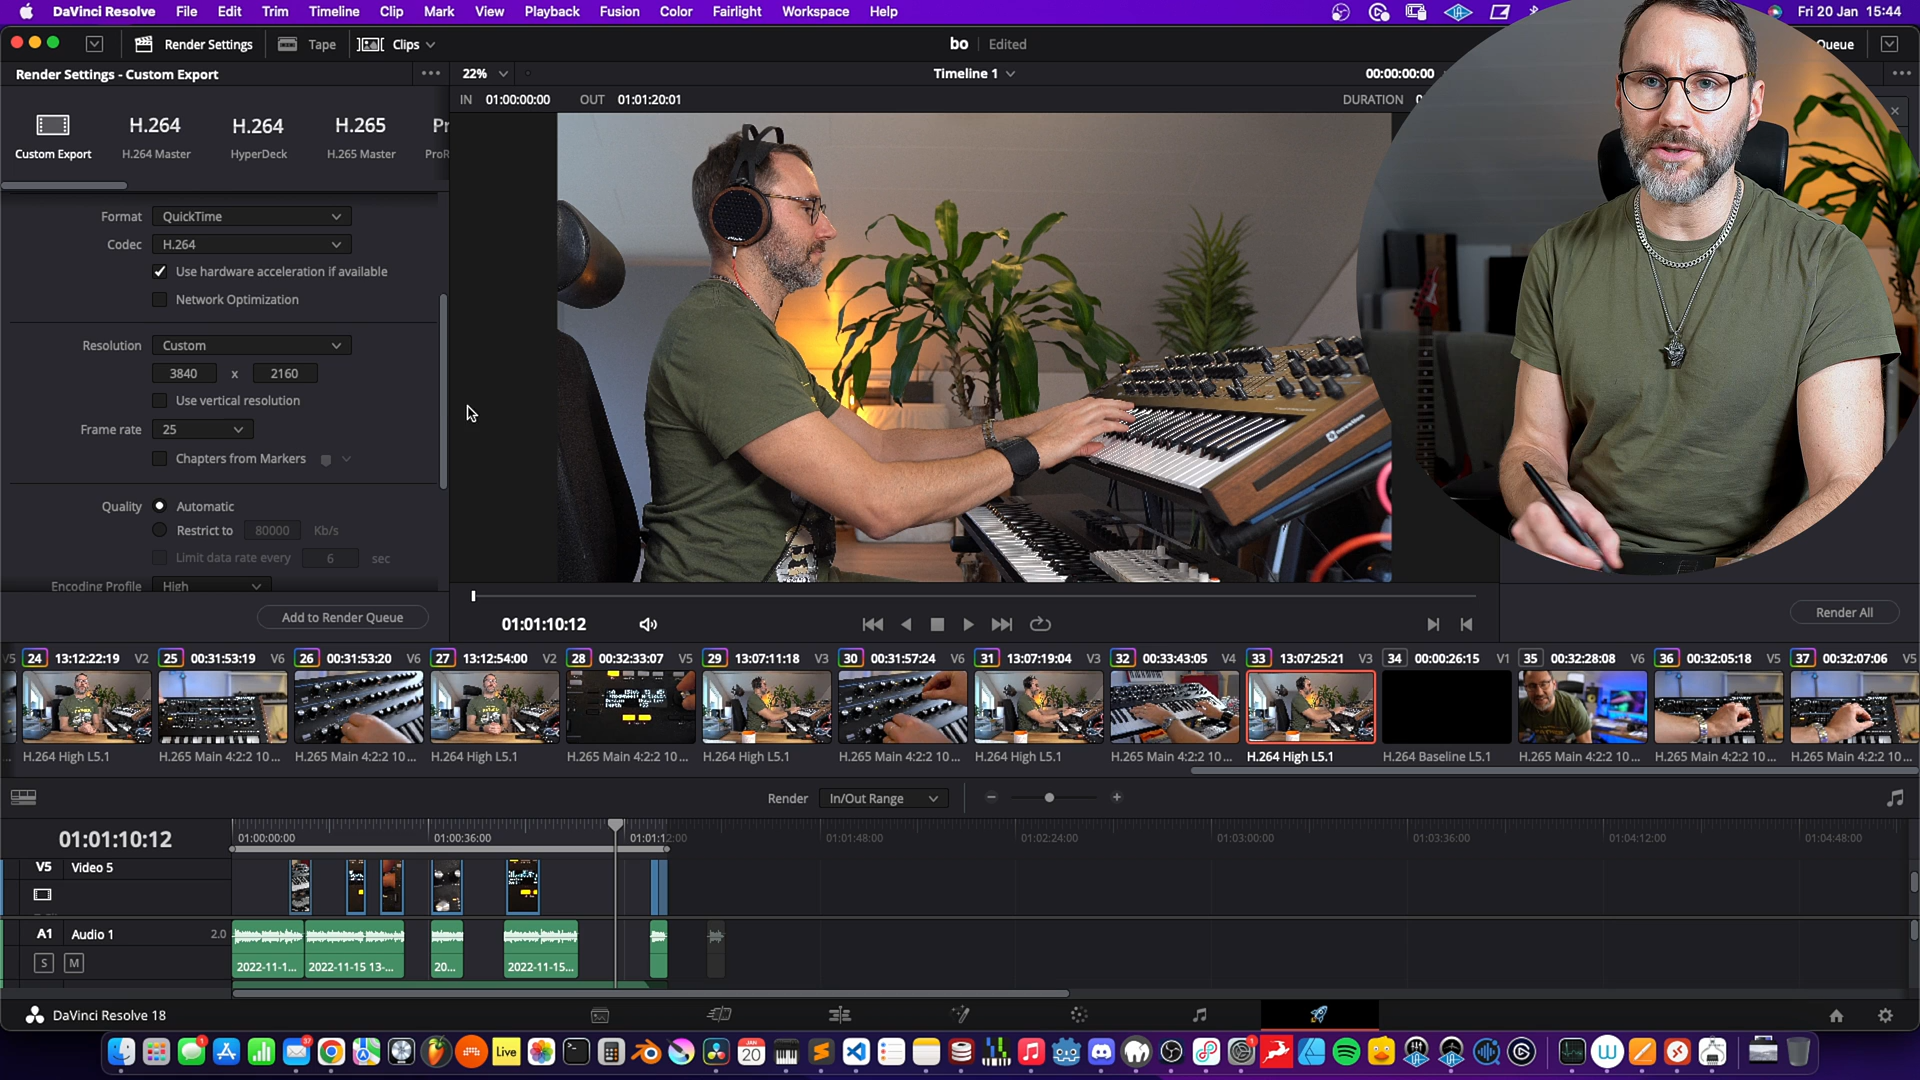 DaVinci Resolve File Edit Trim Timeline Clip Mark View Playback Fusion Color Fairlight Workspace Help Fri 20 Jan 15:44
Render Settings Tape Clips bo Edited Queue
Render Settings - Custom Export 22% Timeline 1 00:00:00:00
IN 01:00:00:00 OUT 01:01:20:01 DURATION
H.264 H.264 H.265 Pr
Custom Export H.264 Master HyperDeck H.265 Master ProR
Format QuickTime
Codec H.264
Use hardware acceleration if available
Network Optimization
Resolution Custom
3840 x 2160
Use vertical resolution
Frame rate 25
Chapters from Markers
Quality Automatic
Restrict to 80000 Kb/s
Limit data rate every 6 sec
Encoding Profile High
Add to Render Queue
01:01:10:12
Render All
V5 24 13:12:22:19 V2 25 00:31:53:19 V6 26 00:31:53:20 V6 27 13:12:54:00 V2 28 00:32:33:07 V5 29 13:07:11:18 V3 30 00:31:57:24 V6 31 13:07:19:04 V3 32 00:33:43:05 V4 33 13:07:25:21 V3 34 00:00:26:15 V1 35 00:32:28:08 V6 36 00:32:05:18 V5 37 00:32:07:06 V5
H.264 High L5.1 H.265 Main 4:2:2 10 ... H.265 Main 4:2:2 10 ... H.264 High L5.1 H.265 Main 4:2:2 10 ... H.264 High L5.1 H.265 Main 4:2:2 10 ... H.264 High L5.1 H.265 Main 4:2:2 10 ... H.264 High L5.1 H.264 Baseline L5.1 H.265 Main 4:2:2 10 ... H.265 Main 4:2:2 10 ... H.265 Main 4:2:2 10 ...
Render In/Out Range
01:01:10:12 01:00:00:00 01:00:36:00 01:01:12:00 01:01:48:00 01:02:24:00 01:03:00:00 01:03:36:00 01:04:12:00 01:04:48:00
V5 Video 5
A1 Audio 1 2.0
S M 2022-11-1... 2022-11-15 13-... 20... 2022-11-15...
DaVinci Resolve 18
Live JAN 20